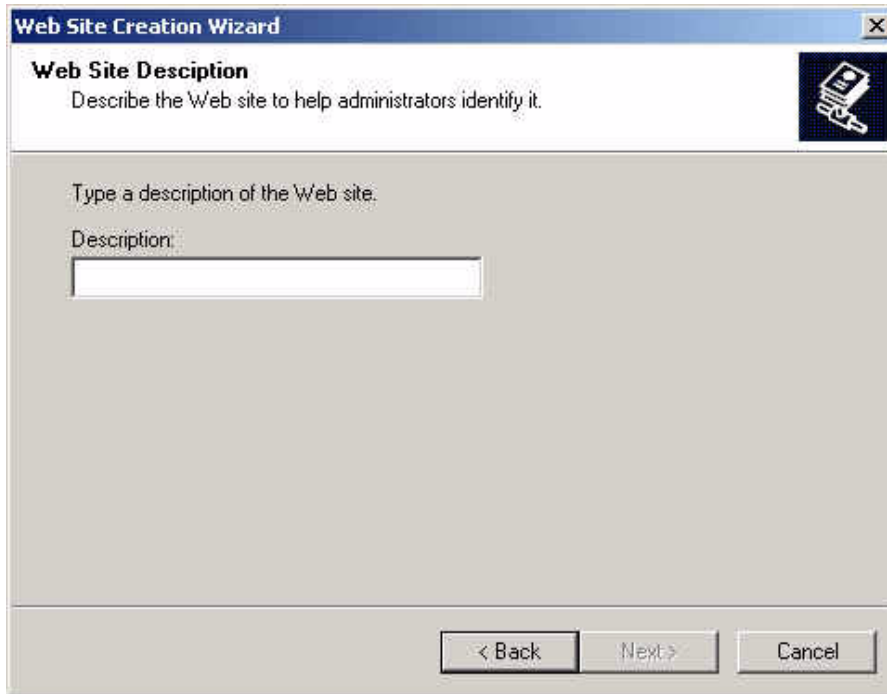 Web Site Creation Wizard
Web Site Desciption
Describe the Web site to help administrators identify it.
Type a description of the Web site.
Description:
< Back Next > Cancel